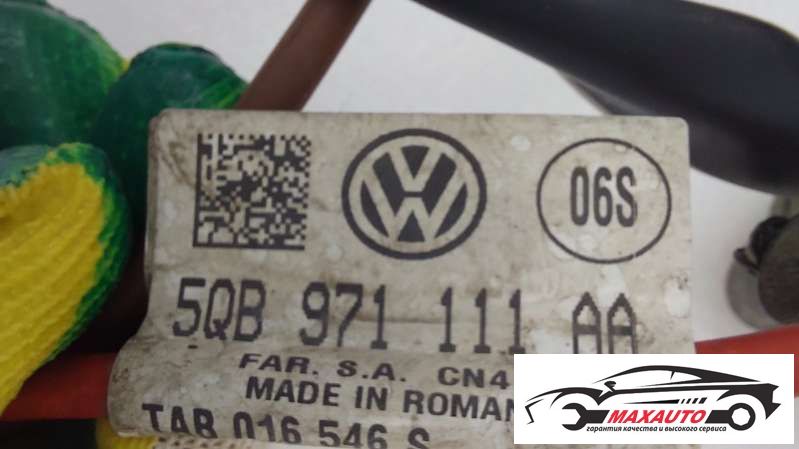 06S
5QB 971 111 AA
FAR. S.A. CN4
MADE IN ROMAN
TAB 016 546 S
MAXAUTO
гарантия качества и высокого сервиса